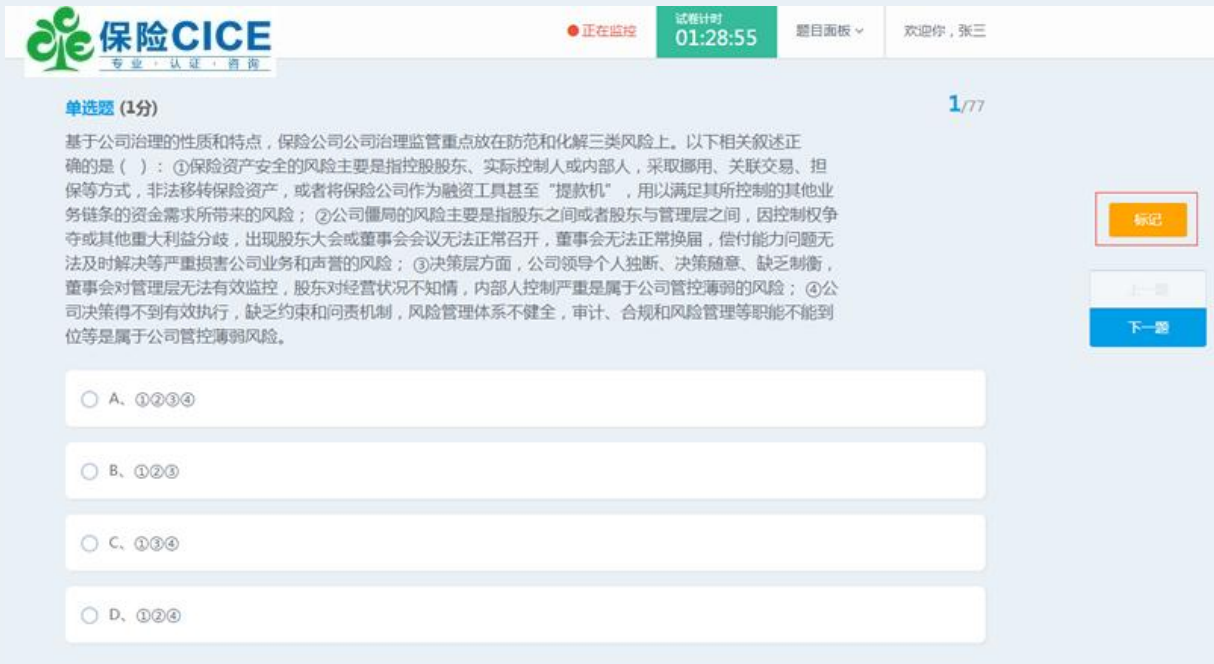 保险CICE
专业·认证·咨询
正在监控
试卷计时
01:28:55
题目面板
欢迎你，张三
单选题 (1分)
1/77
基于公司治理的性质和特点，保险公司公司治理监管重点放在防范和化解三类风险上。以下相关叙述正
确的是（ ）：①保险资产安全的风险主要是指控股股东、实际控制人或内部人，采取挪用、关联交易、担
保等方式，非法移转保险资产，或者将保险公司作为融资工具甚至“提款机”，用以满足其所控制的其他业
务链条的资金需求所带来的风险；②公司僵局的风险主要是指股东之间或者股东与管理层之间，因控制权争
夺或其他重大利益分歧，出现股东大会或董事会会议无法正常召开，董事会无法正常换届，偿付能力问题无
法及时解决等严重损害公司业务和声誉的风险；③决策层方面，公司领导个人独断、决策随意、缺乏制衡，
董事会对管理层无法有效监控，股东对经营状况不知情，内部人控制严重是属于公司管控薄弱的风险；④公
司决策得不到有效执行，缺乏约束和问责机制，风险管理体系不健全，审计、合规和风险管理等职能不能到
位等是属于公司管控薄弱风险。
标记
上一题
下一题
A、①②③④
B、①②③
C、①③④
D、①②④